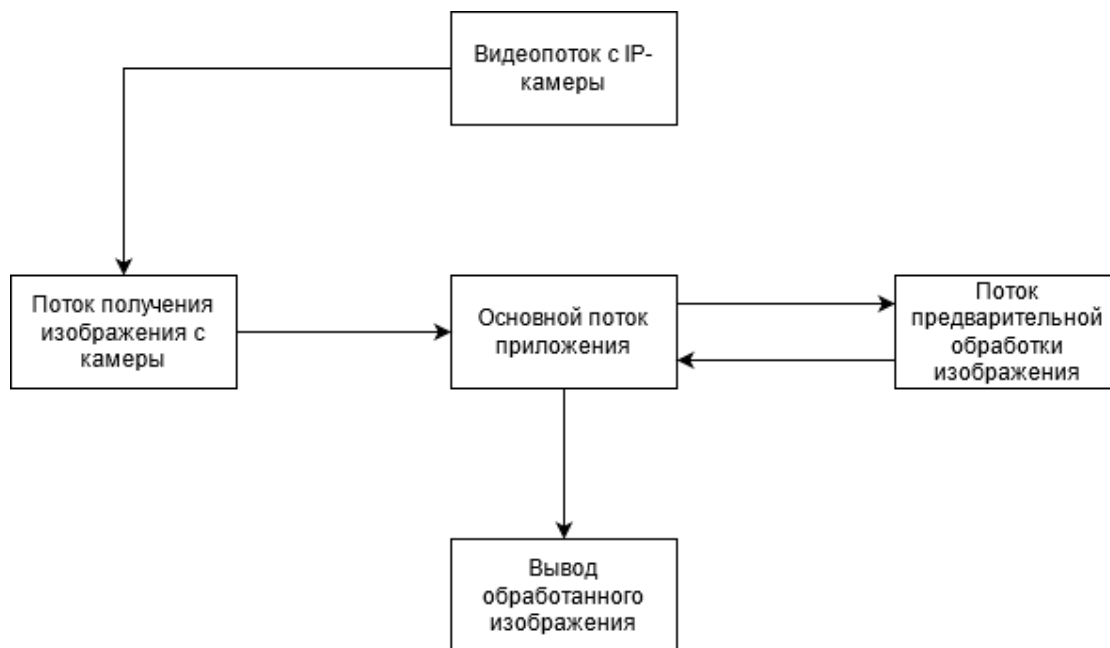 Видеопоток с IP-
камеры
Поток получения
изображения с
камеры
Основной поток
приложения
Поток
предварительной
обработки
изображения
Вывод
обработанного
изображения